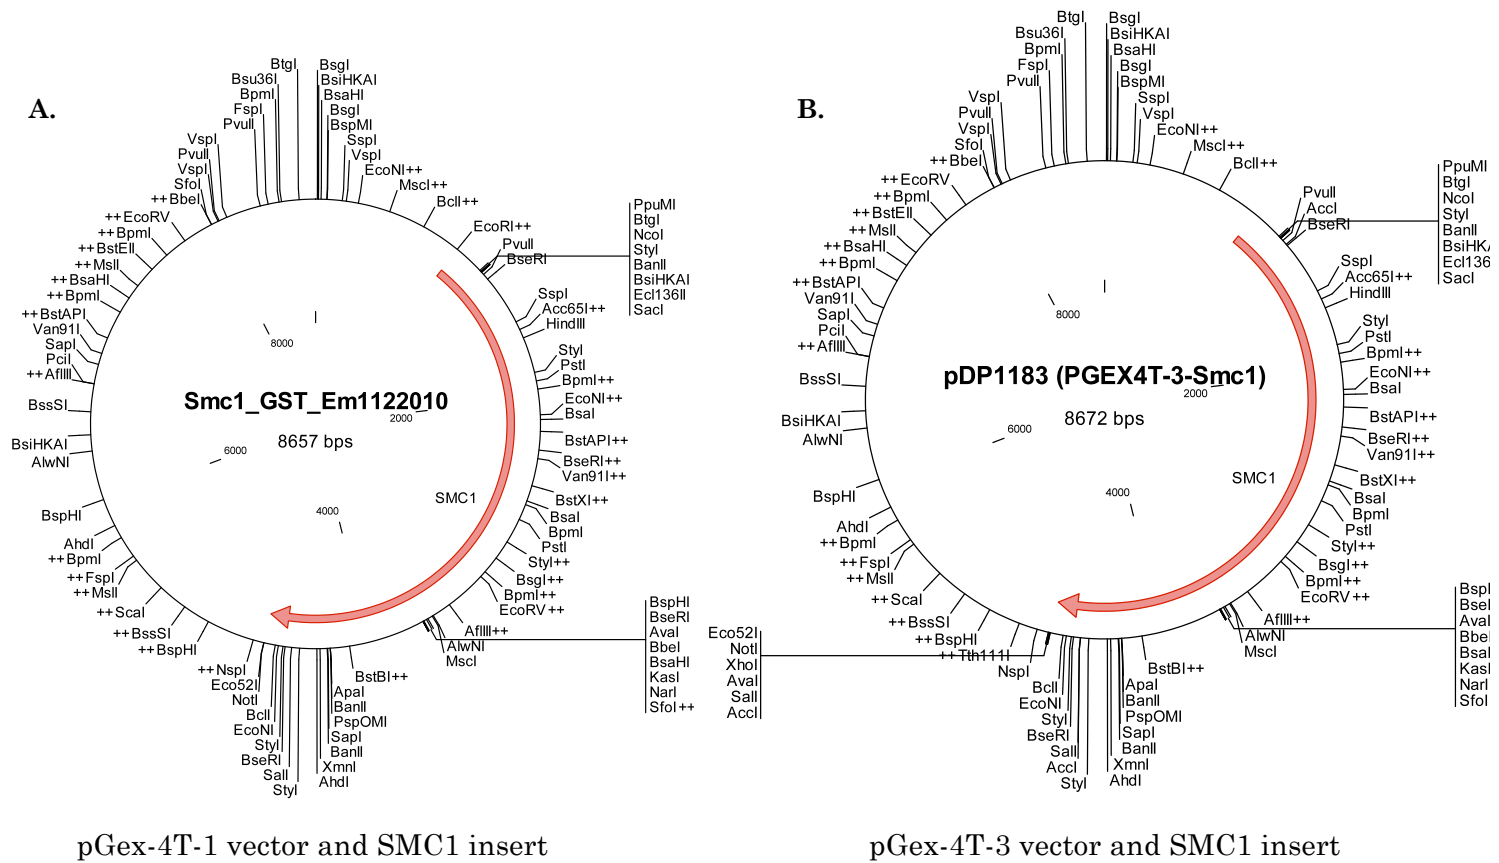 A.
BtgI
Bsu36I
BpmI
FspI
PvuII
VspI
PvuII
VspI
SfoI
++BbeI
++EcoRV
++BpmI
++BstEII
++MslI
++BsaHI
++BpmI
++BstAPI
Van91I
SapI
PciI
++AflIII
BssSI
BsiHKAI
AlwNI
BspHI
AhdI
++BpmI
++FspI
++MslI
++ScaI
++BssSI
++BspHI
++NspI
Eco52I
NotI
BclI
EcoNI
StyI
BseRI
SalI
StyI
BsgI
BsiHKAI
BsaHI
BsgI
BspMI
SspI
VspI
EcoNI++
MscI++
BclI++
EcoRI++
PvuII
BseRI
PpuMI
BtgI
NcoI
StyI
BanII
BsiHKAI
Ecl136II
SacI
SspI
Acc65I++
HindIII
StyI
PstI
BpmI++
EcoNI++
BsaI
BstAPI++
BseRI++
Van91I++
BstXI++
BsaI
BpmI
PstI
StyI++
BsgI++
BpmI++
EcoRV++
AflIII++
AlwNI
MscI
BspHI
BseRI
AvaI
BbeI
BsaHI
KasI
NarI
SfoI++
BstBI++
ApaI
BanII
PspOMI
SapI
BanII
XmnI
AhdI
8000
2000
6000
4000
Smc1_GST_Em1122010
8657 bps
SMC1
pGex-4T-1 vector and SMC1 insert
B.
BtgI
Bsu36I
BpmI
FspI
PvuII
VspI
PvuII
VspI
SfoI
++BbeI
++EcoRV
++BpmI
++BstEII
++MslI
++BsaHI
++BpmI
++BstAPI
Van91I
SapI
PciI
++AflIII
BssSI
BsiHKAI
AlwNI
BspHI
AhdI
++BpmI
++FspI
++MslI
++ScaI
++BssSI
++BspHI
++Tth111I
NspI
Eco52I
NotI
XhoI
AvaI
SalI
AccI
BclI
EcoNI
StyI
BseRI
SalI
AccI
StyI
BsgI
BsiHKAI
BsaHI
BsgI
BspMI
SspI
VspI
EcoNI++
MscI++
BclI++
PvuII
AccI
BseRI
PpuMI
BtgI
NcoI
StyI
BanII
BsiHKA
Ecl136
SacI
SspI
Acc65I++
HindIII
StyI
PstI
BpmI++
EcoNI++
BsaI
BstAPI++
BseRI++
Van91I++
BstXI++
BsaI
BpmI
PstI
StyI++
BsgI++
BpmI++
EcoRV++
AflIII++
AlwNI
MscI
BspI
BseI
AvaI
BbeI
BsaI
KasI
NarI
SfoI
BstBI++
ApaI
BanII
PspOMI
SapI
BanII
XmnI
AhdI
8000
2000
6000
4000
pDP1183 (PGEX4T-3-Smc1)
8672 bps
SMC1
pGex-4T-3 vector and SMC1 insert